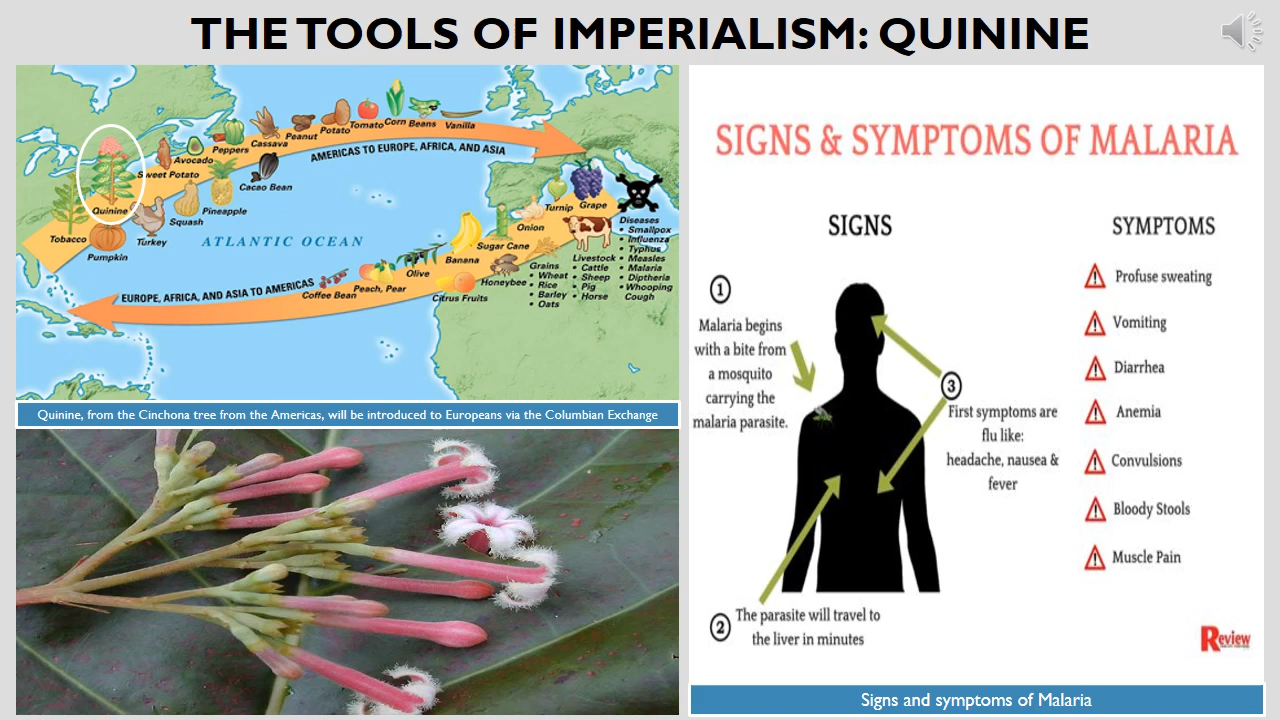 THE TOOLS OF IMPERIALISM: QUININE
Vanilla
Beans
Corn
Tomato
Potato
Peanut
Cassava
Peppers
Avocado
Sweet Potato
AMERICAS TO EUROPE, AFRICA, AND ASIA
Cacao Bean
Pineapple
Squash
Quinine
Turkey
Tobacco
Pumpkin
ATLANTIC OCEAN
Turnip
Grape
Onion
Sugar Cane
Banana
Olive
Peach, Pear
Coffee Bean
Citrus Fruits
Honeybee
Grains
• Wheat
• Rice
• Barley
• Oats
Livestock
• Cattle
• Sheep
• Pig
• Horse
Diseases
• Smallpox
• Influenza
• Typhus
• Measles
• Malaria
• Diptheria
• Whooping
Cough
EUROPE, AFRICA, AND ASIA TO AMERICAS
Quinine, from the Cinchona tree from the Americas, will be introduced to Europeans via the Columbian Exchange
SIGNS & SYMPTOMS OF MALARIA
SIGNS
1
Malaria begins
with a bite from
a mosquito
carrying the
malaria parasite.
3
First symptoms are
flu like:
headache, nausea &
fever
2
The parasite will travel to
the liver in minutes
SYMPTOMS
Profuse sweating
Vomiting
Diarrhea
Anemia
Convulsions
Bloody Stools
Muscle Pain
Review
Signs and symptoms of Malaria